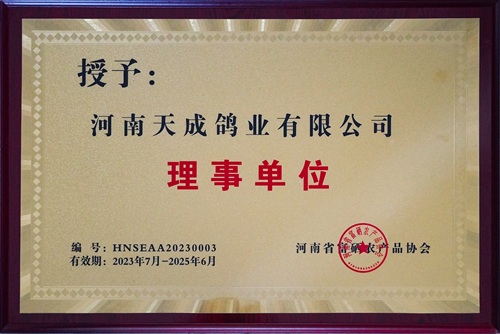 授予：
河南天成鸽业有限公司
理事单位
编 号：HNSEAA20230003
有效期：2023年7月-2025年6月
河南省富硒农产品协会